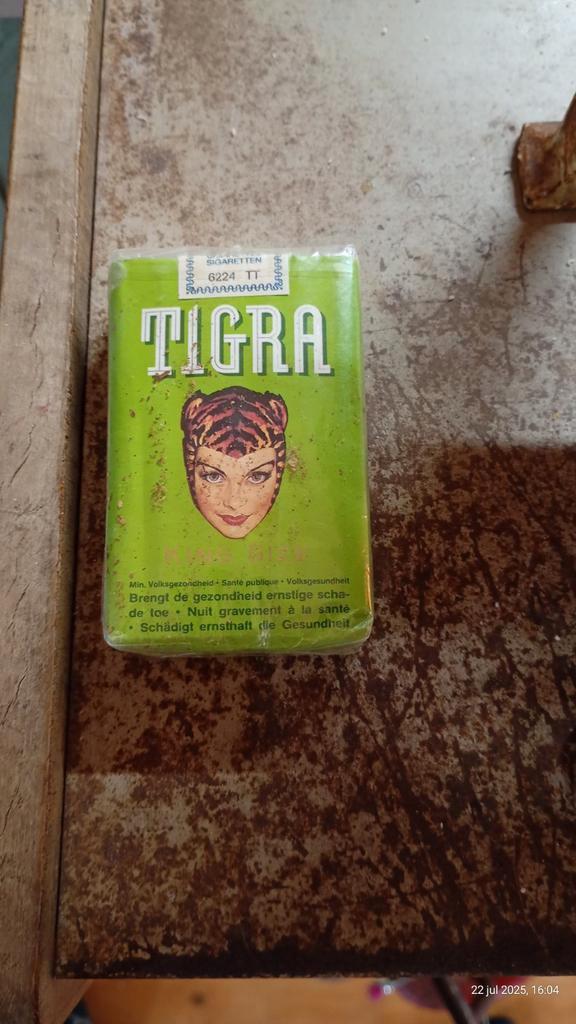 SIGARETTEN
6224 TT
TIGRA
KING SIZE
Min. Volksgezondheid • Santé publique • Volksgesundheit
Brengt de gezondheid ernstige scha-
de toe • Nuit gravement à la santé
• Schädigt ernsthaft die Gesundheit
22 jul 2025, 16:04